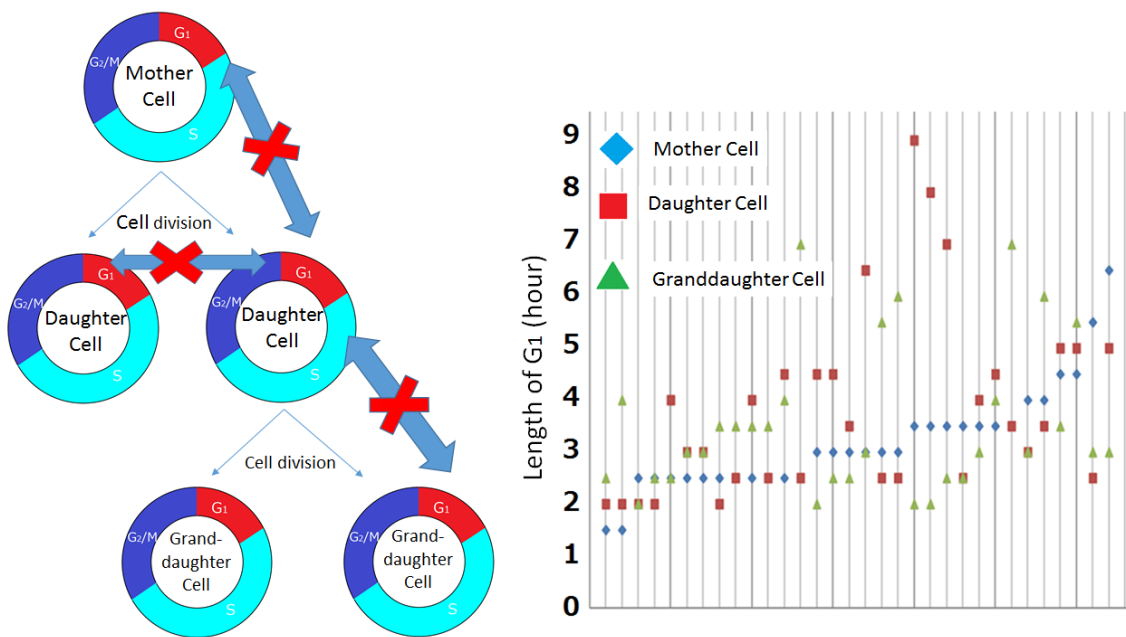 G1
G2/M
Mother
Cell
S
Cell division
G1
G2/M
Daughter
Cell
S
G1
G2/M
Daughter
Cell
S
Cell division
G1
G2/M
Grand-
daughter
Cell
S
G1
G2/M
Grand-
daughter
Cell
S
Length of G1 (hour)
9
8
7
6
5
4
3
2
1
0
Mother Cell
Daughter Cell
Granddaughter Cell